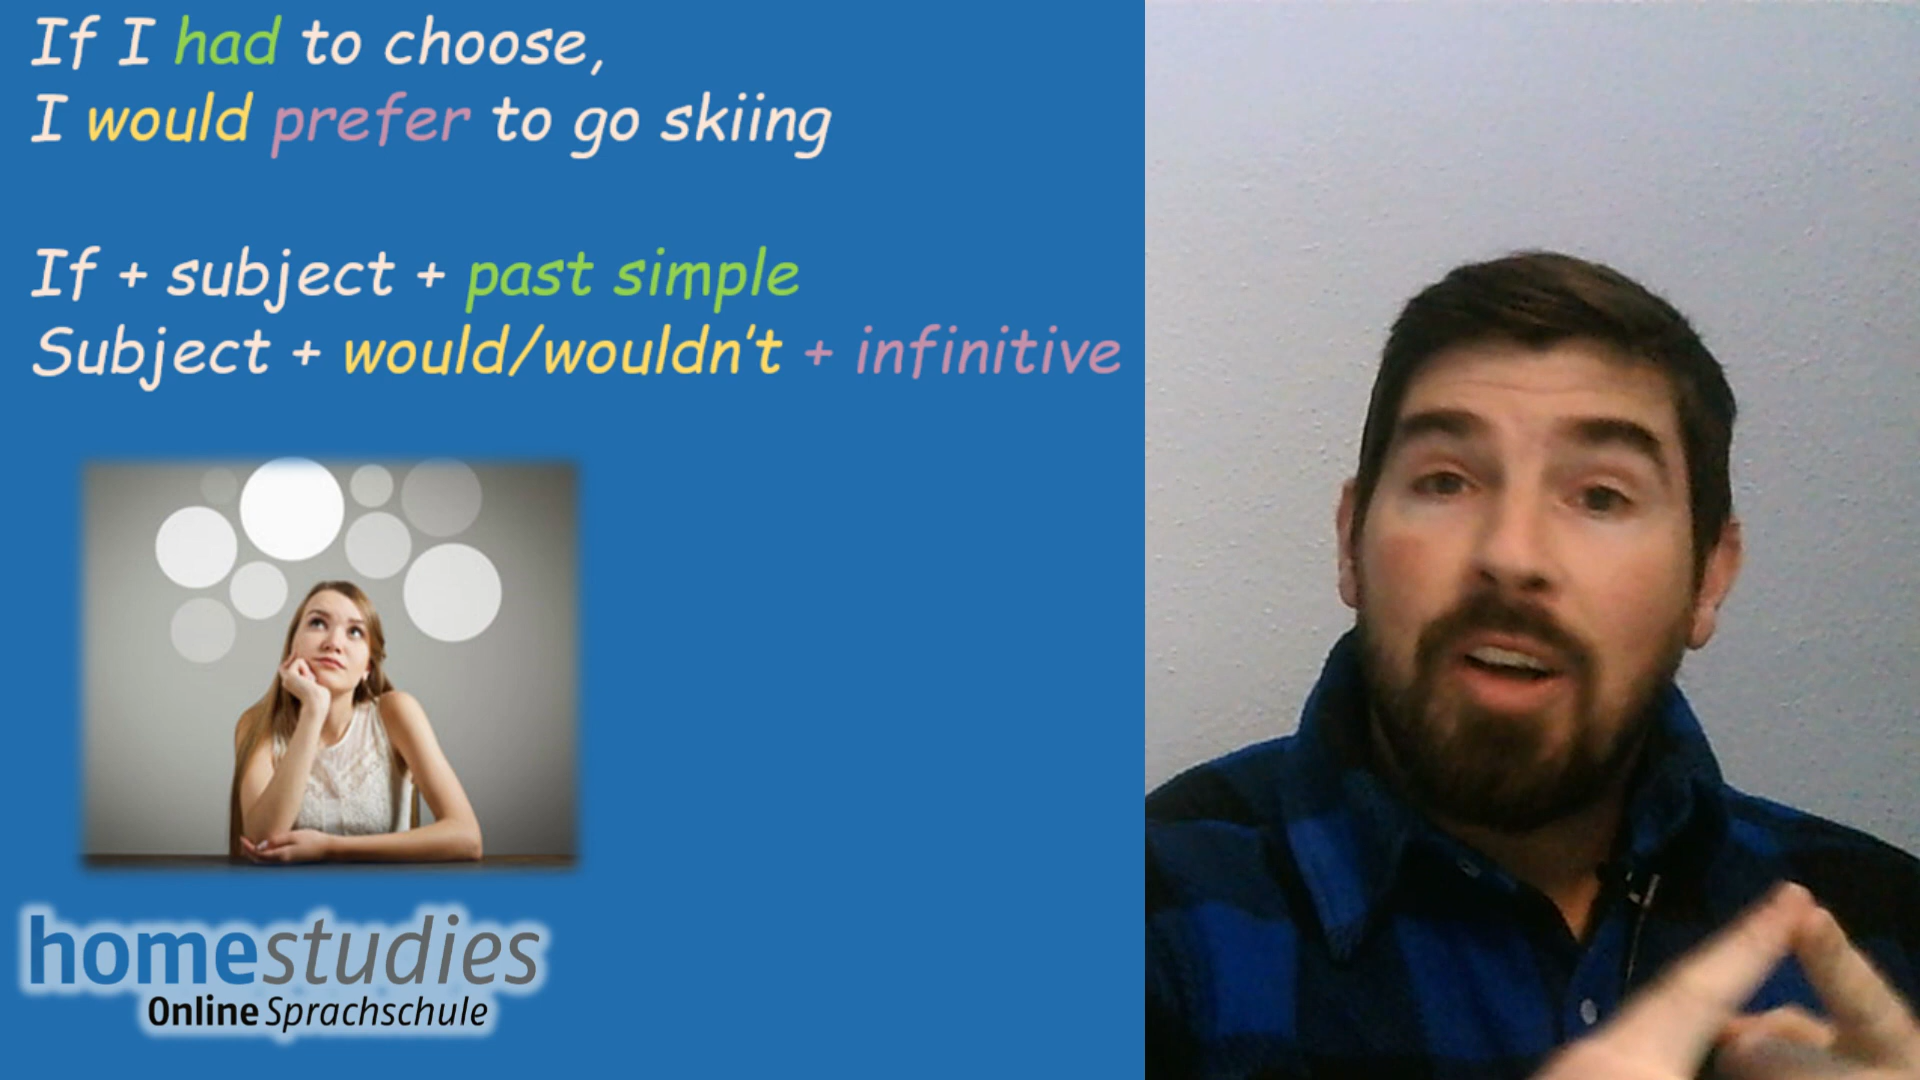 If I had to choose,
I would prefer to go skiing
If + subject + past simple
Subject + would/wouldn't + infinitive
homestudies
Online Sprachschule